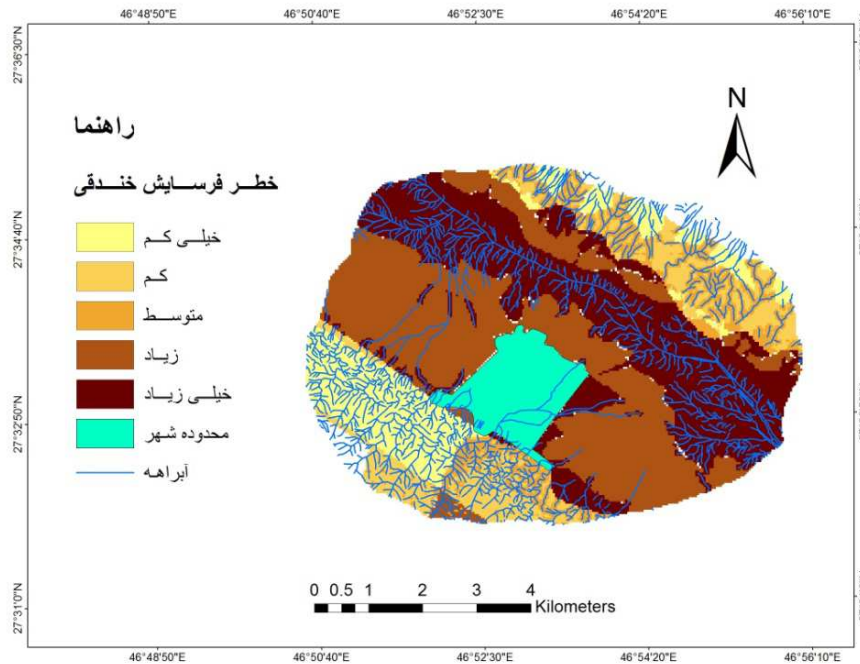 46°48'50"E 46°50'40"E 46°52'30"E 46°54'20"E 46°56'10"E
27°36'30"N
N
راهنما
خطر فرسایش خندقی
27°34'40"N
خیلی کم
کم
متوسط
زیاد
خیلی زیاد
27°32'50"N
محدوده شهر
آبراهه
0 0.5 1 2 3 4
Kilometers
27°31'0"N
46°48'50"E 46°50'40"E 46°52'30"E 46°54'20"E 46°56'10"E